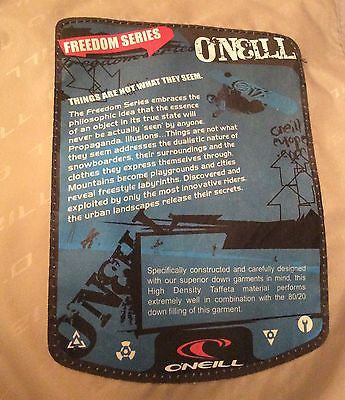 FREEDOM SERIES
O'NEILL
THINGS ARE NOT WHAT THEY SEEM.
The Freedom Series embraces the
philosophic idea that the essence
of an object in its true state will
never be actually 'seen' by anyone.
Propaganda. Illusions...Things are not what
they seem addresses the dualistic nature of
snowboarders, their surroundings and the
clothes they express themselves through.
Mountains become playgrounds and cities
reveal freestyle labyrinths. Discovered and
exploited by only the most innovative riders,
the urban landscapes release their secrets.
O'NEILL
Specifically constructed and carefully designed
with our superior down garments in mind, this
High Density Taffeta material performs
extremely well in combination with the 80/20
down filling of this garment.
O'NEILL